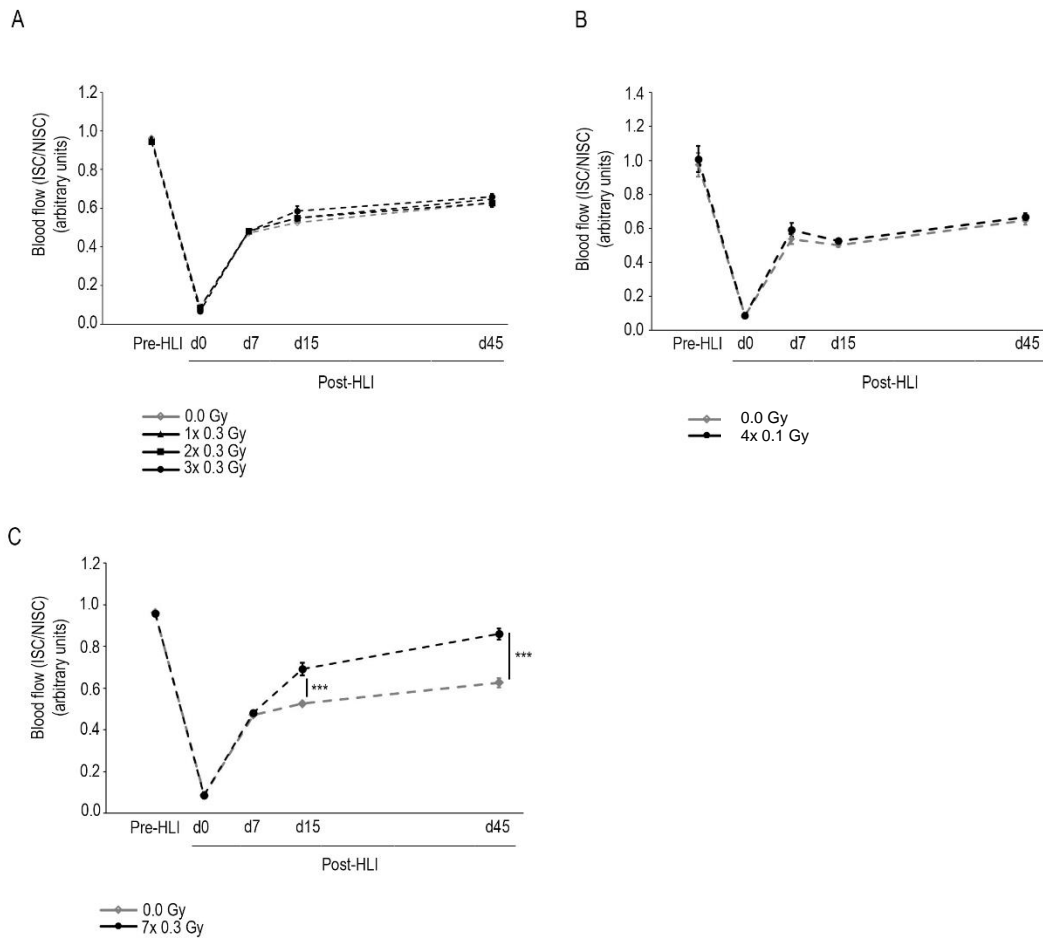 A
Blood flow (ISC/NISC)
(arbitrary units)
1.2
1.0
0.8
0.6
0.4
0.2
0.0
Pre-HLI d0 d7 d15 d45
Post-HLI
0.0 Gy
1x 0.3 Gy
2x 0.3 Gy
3x 0.3 Gy
B
Blood flow (ISC/NISC)
(arbitrary units)
1.4
1.2
1.0
0.8
0.6
0.4
0.2
0.0
Pre-HLI d0 d7 d15 d45
Post-HLI
0.0 Gy
4x 0.1 Gy
C
Blood flow (ISC/NISC)
(arbitrary units)
1.2
1.0
0.8
0.6
0.4
0.2
0.0
***
***
Pre-HLI d0 d7 d15 d45
Post-HLI
0.0 Gy
7x 0.3 Gy